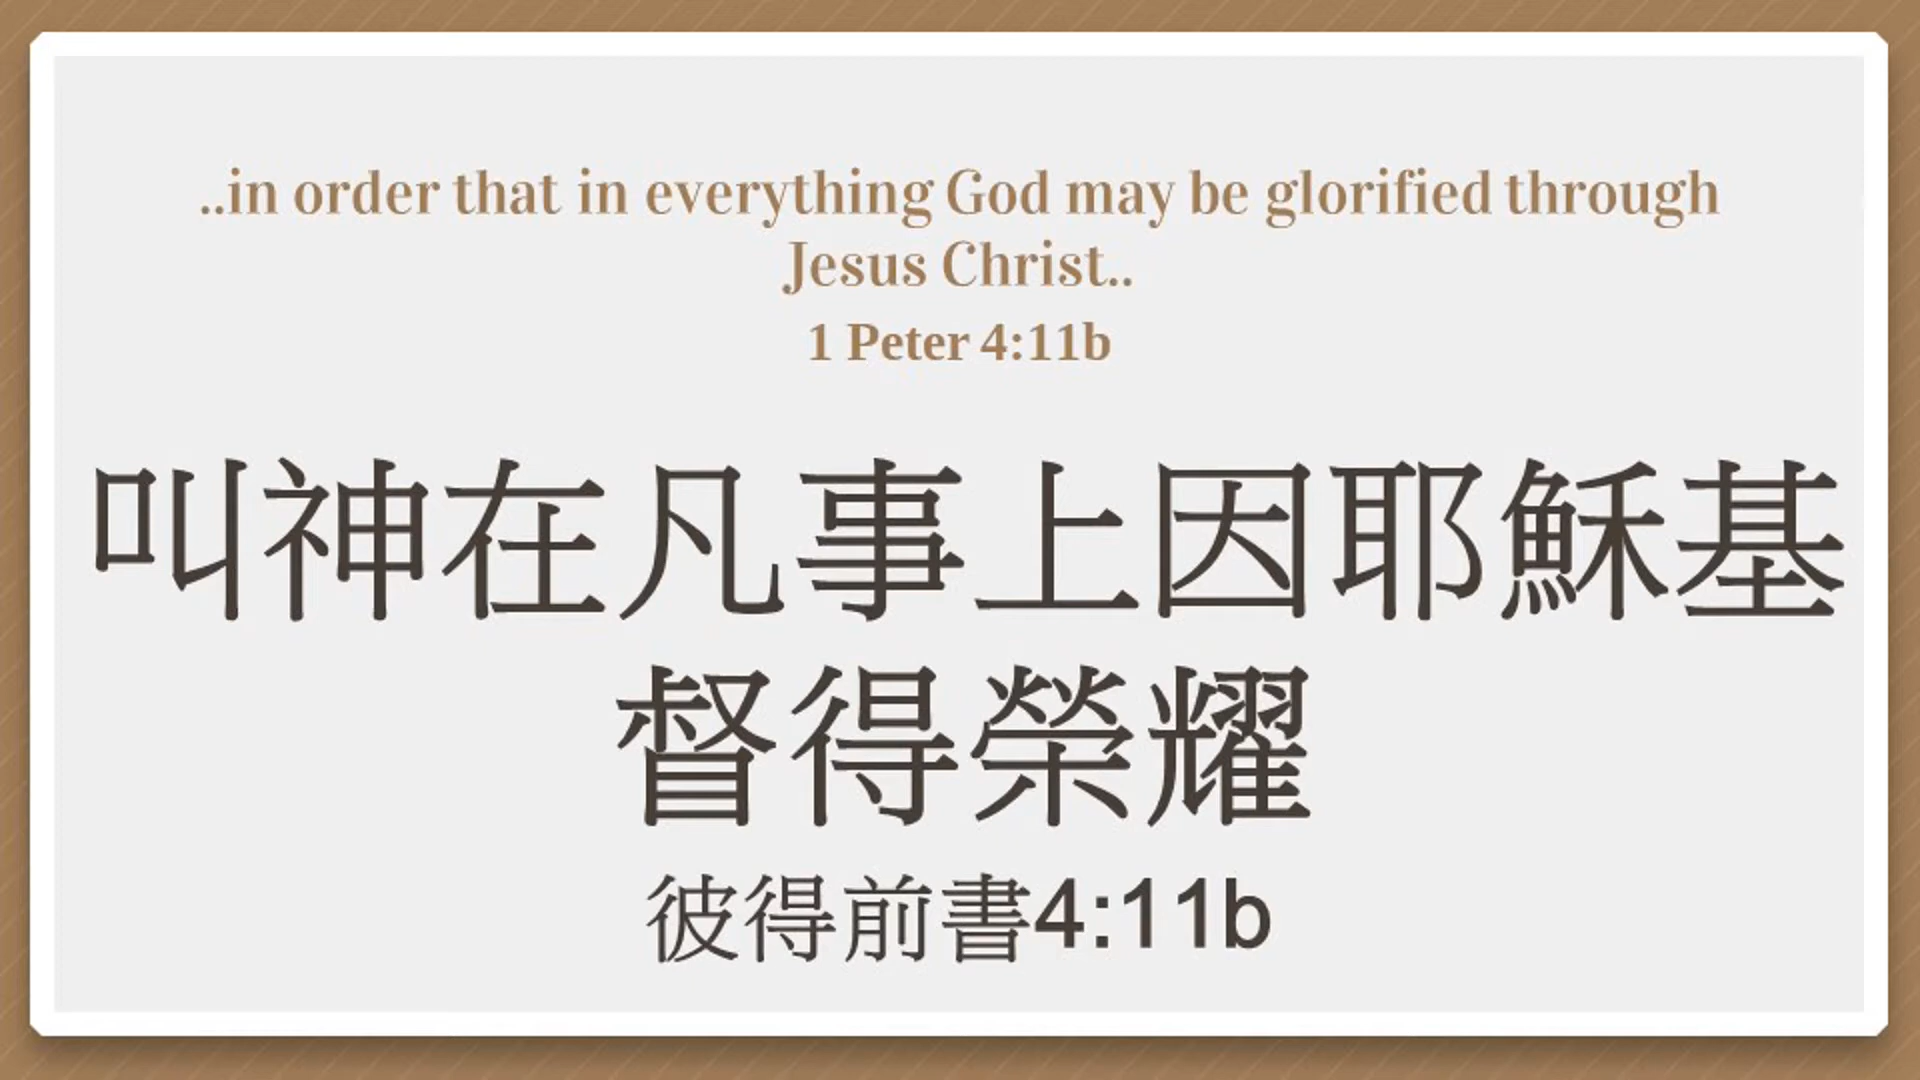 ..in order that in everything God may be glorified through
Jesus Christ..
1 Peter 4:11b
叫神在凡事上因耶穌基
督得榮耀
彼得前書4:11b